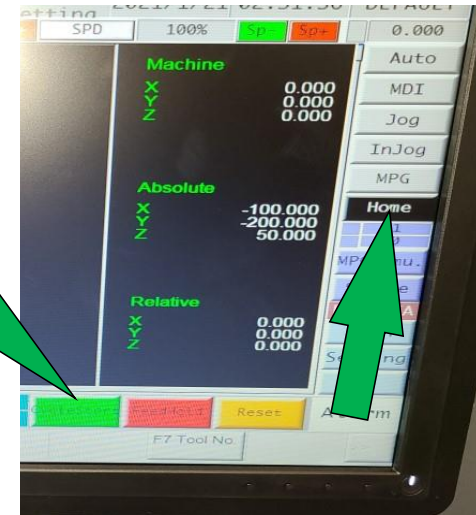 SPD 100% Sp- Sp+ 0.000
Machine
X 0.000
Y 0.000
Z 0.000
Absolute
X -100.000
Y -200.000
Z 50.000
Relative
X 0.000
Y 0.000
Z 0.000
Auto
MDI
Jog
InJog
MPG
Home
Reset
F7 Tool No